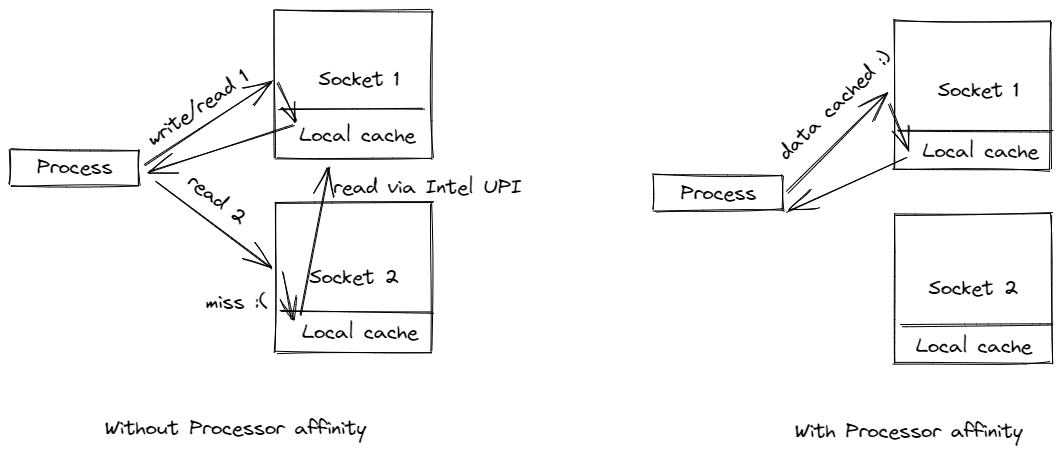 Socket 1
write/read 1
Local cache
Process
read 2
read via Intel UPI
Socket 2
miss :(
Local cache
Without Processor affinity
data cached :)
Socket 1
Local cache
Process
Socket 2
Local cache
With Processor affinity